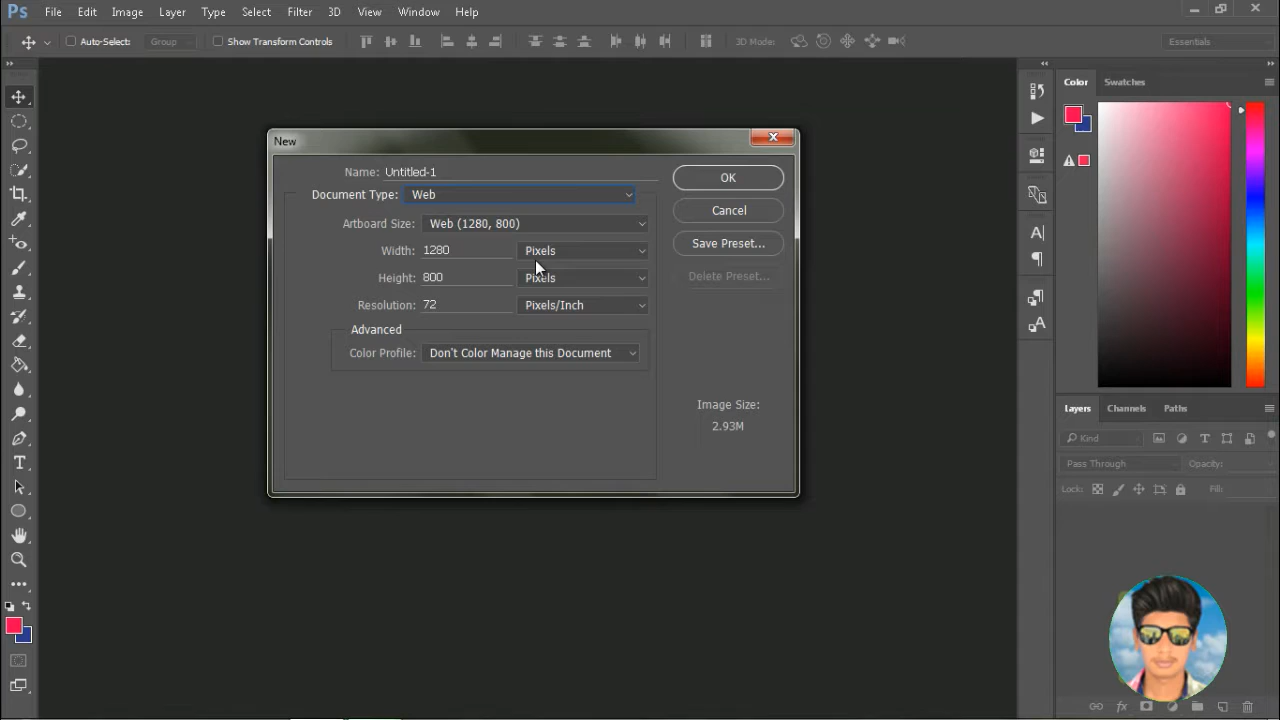 Ps File Edit Image Layer Type Select Filter 3D View Window Help
Auto-Select: Group Show Transform Controls 3D Mode: Essentials
Color Swatches
New
Name: Untitled-1
OK
Document Type: Web
Cancel
Artboard Size: Web (1280, 800)
Width: 1280 Pixels
Save Preset...
Height: 800 Pixels
Delete Preset...
Resolution: 72 Pixels/Inch
Advanced
Color Profile: Don't Color Manage this Document
Image Size:
2.93M
Layers Channels Paths
Kind
Pass Through Opacity:
Lock: Fill: